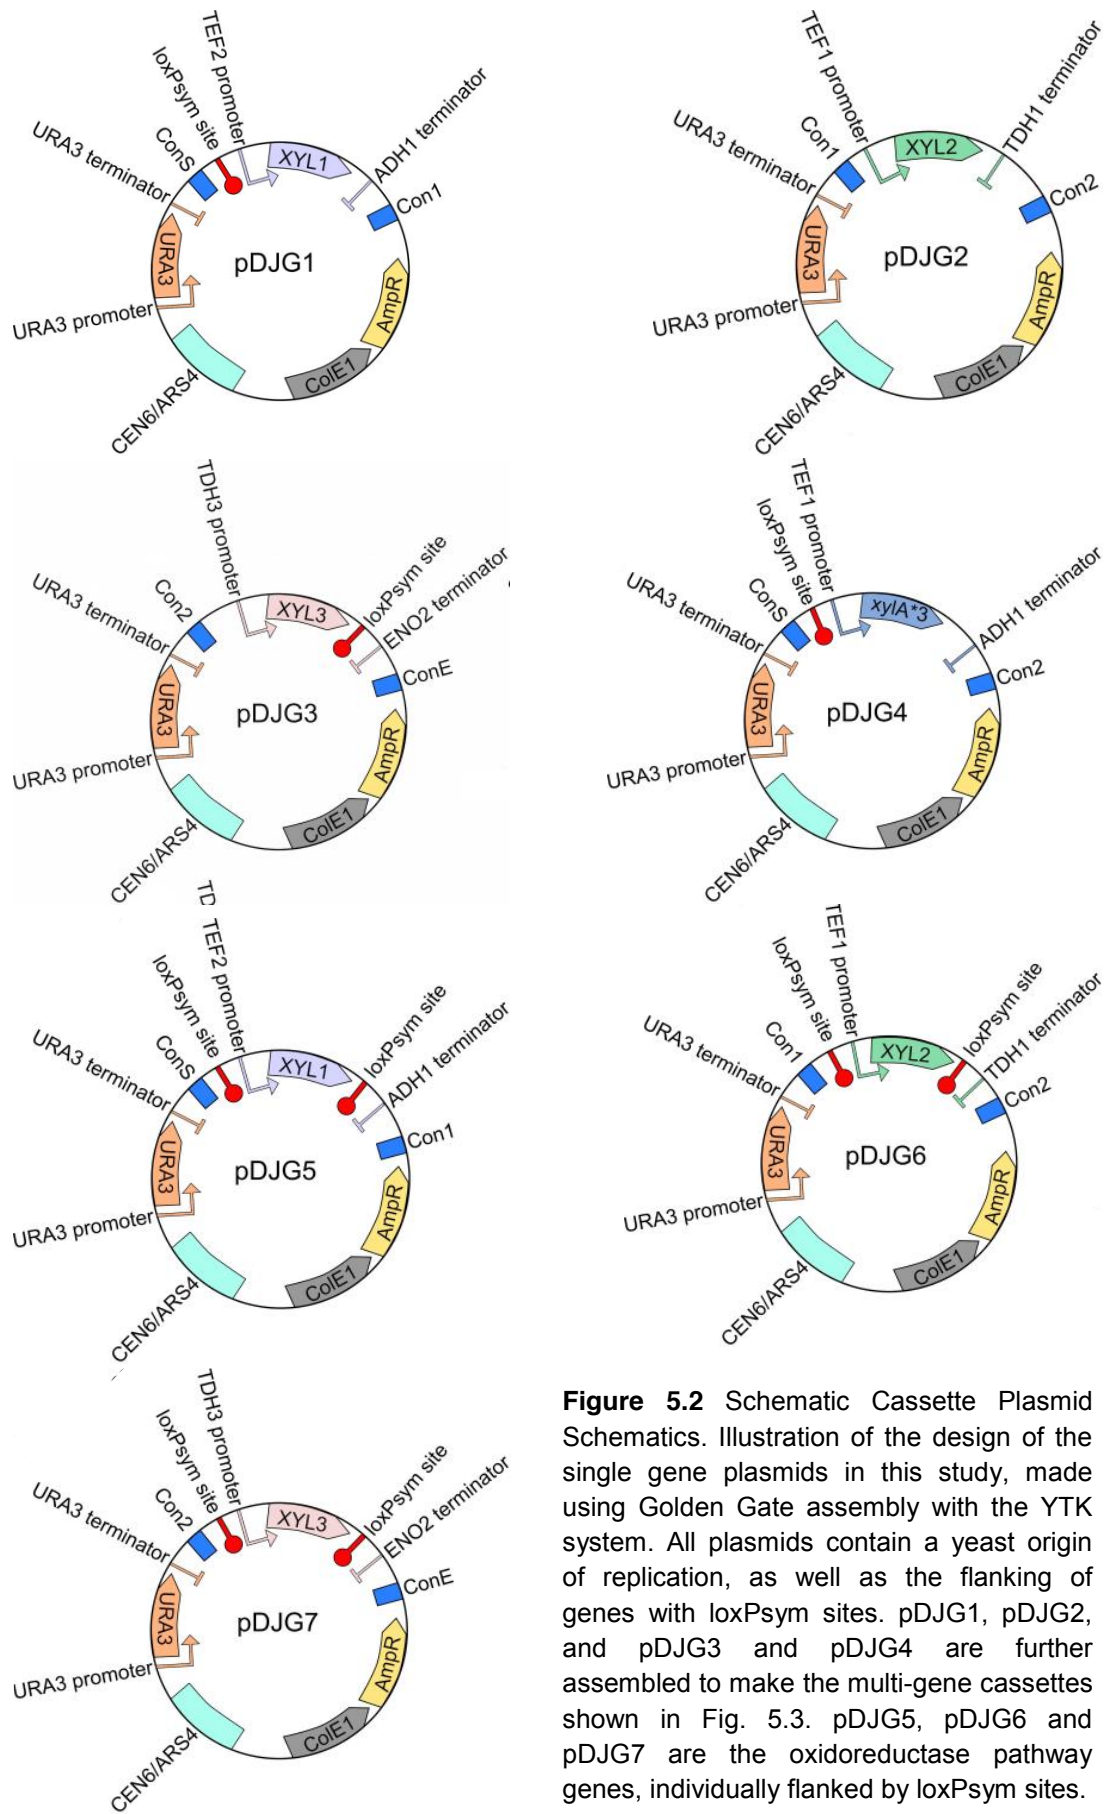 TEF2 promoter
loxPsym site
ConS
URA3 terminator
XYL1
ADH1 terminator
Con1
URA3
pDJG1
AmpR
URA3 promoter
ColE1
CEN6/ARS4
TEF1 promoter
Con1
URA3 terminator
XYL2
TDH1 terminator
Con2
URA3
pDJG2
AmpR
URA3 promoter
ColE1
CEN6/ARS4
TDH3 promoter
Con2
URA3 terminator
XYL3
loxPsym site
ENO2 terminator
ConE
URA3
pDJG3
AmpR
URA3 promoter
ColE1
CEN6/ARS4
TEF1 promoter
loxPsym site
ConS
URA3 terminator
xylA*3
ADH1 terminator
Con2
URA3
pDJG4
AmpR
URA3 promoter
ColE1
CEN6/ARS4
TD
TEF2 promoter
loxPsym site
ConS
URA3 terminator
XYL1
loxPsym site
ADH1 terminator
Con1
URA3
pDJG5
AmpR
URA3 promoter
ColE1
CEN6/ARS4
TEF1 promoter
loxPsym site
Con1
URA3 terminator
XYL2
loxPsym site
TDH1 terminator
Con2
URA3
pDJG6
AmpR
URA3 promoter
ColE1
CEN6/ARS4
TDH3 promoter
loxPsym site
Con2
URA3 terminator
XYL3
loxPsym site
ENO2 terminator
ConE
URA3
pDJG7
AmpR
URA3 promoter
ColE1
CEN6/ARS4
Figure 5.2 Schematic Cassette Plasmid
Schematics. Illustration of the design of the
single gene plasmids in this study, made
using Golden Gate assembly with the YTK
system. All plasmids contain a yeast origin
of replication, as well as the flanking of
genes with loxPsym sites. pDJG1, pDJG2,
and pDJG3 and pDJG4 are further
assembled to make the multi-gene cassettes
shown in Fig. 5.3. pDJG5, pDJG6 and
pDJG7 are the oxidoreductase pathway
genes, individually flanked by loxPsym sites.